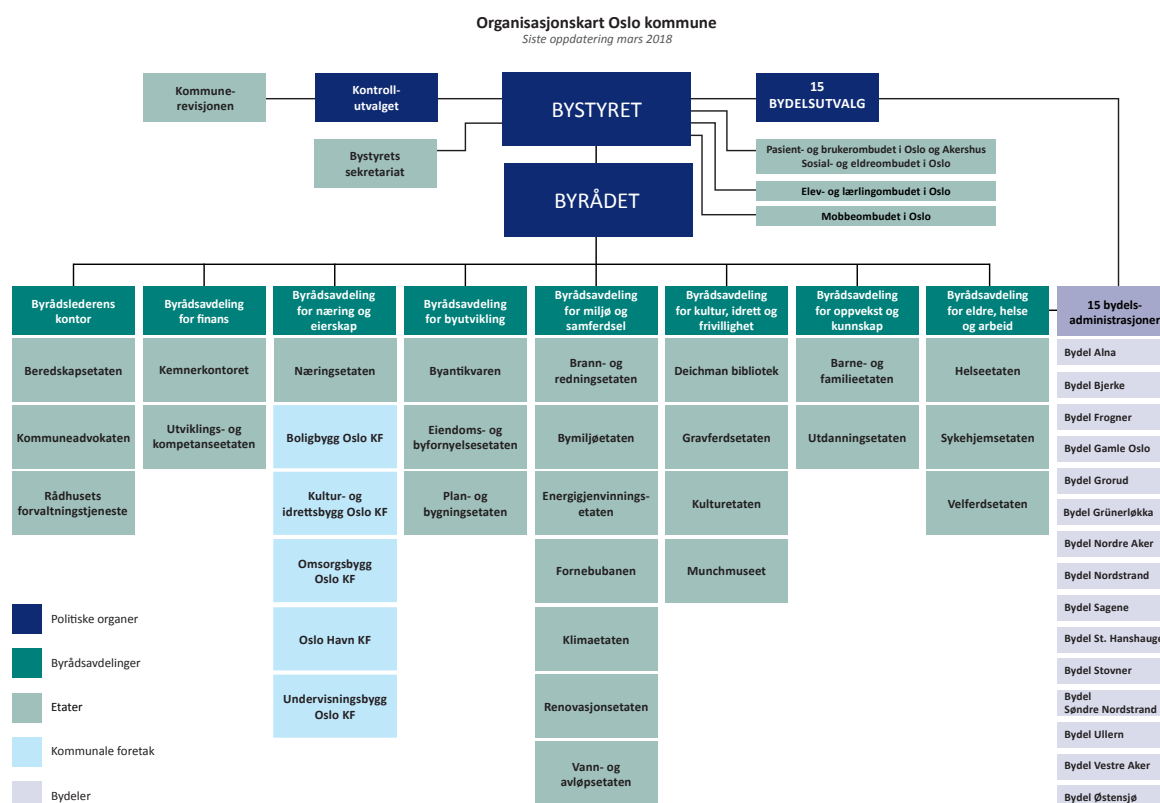 Organisasjonskart Oslo kommune
Siste oppdatering mars 2018
Kommune-
revisjonen
Kontroll-
utvalget
BYSTYRET
15
BYDELSUTVALG
Bystyrets
sekretariat
Pasient- og brukerombudet i Oslo og Akershus
Sosial- og eldreombudet i Oslo
Elev- og lærlingombudet i Oslo
Mobbeombudet i Oslo
BYRÅDET
Byrådslederens
kontor
Beredskapsetaten
Kommuneadvokaten
Rådhusets
forvaltningstjeneste
Byrådsavdeling
for finans
Kemnerkontoret
Utviklings- og
kompetanseetaten
Byrådsavdeling
for næring og
eierskap
Næringsetaten
Boligbygg Oslo KF
Kultur- og
idrettsbygg Oslo KF
Omsorgsbygg
Oslo KF
Oslo Havn KF
Undervisningsbygg
Oslo KF
Byrådsavdeling
for byutvikling
Byantikvaren
Eiendoms- og
byfornyelsesetaten
Plan- og
bygningsetaten
Byrådsavdeling
for miljø og
samferdsel
Brann- og
redningsetaten
Bymiljøetaten
Energigjenvinnings-
etaten
Fornebubanen
Klimaetaten
Renovasjonsetaten
Vann- og
avløpsetaten
Byrådsavdeling
for kultur, idrett og
frivillighet
Deichman bibliotek
Gravferdsetaten
Kulturetaten
Munchmuseet
Byrådsavdeling
for oppvekst og
kunnskap
Barne- og
familieetaten
Utdanningsetaten
Byrådsavdeling
for eldre, helse
og arbeid
Helseetaten
Sykehjemsetaten
Velferdsetaten
15 bydels-
administrasjoner
Bydel Alna
Bydel Bjerke
Bydel Frogner
Bydel Gamle Oslo
Bydel Grorud
Bydel Grünerløkka
Bydel Nordre Aker
Bydel Nordstrand
Bydel Sagene
Bydel St. Hanshauge
Bydel Stovner
Bydel
Søndre Nordstrand
Bydel Ullern
Bydel Vestre Aker
Bydel Østensjø
Politiske organer
Byrådsavdelinger
Etater
Kommunale foretak
Bydeler